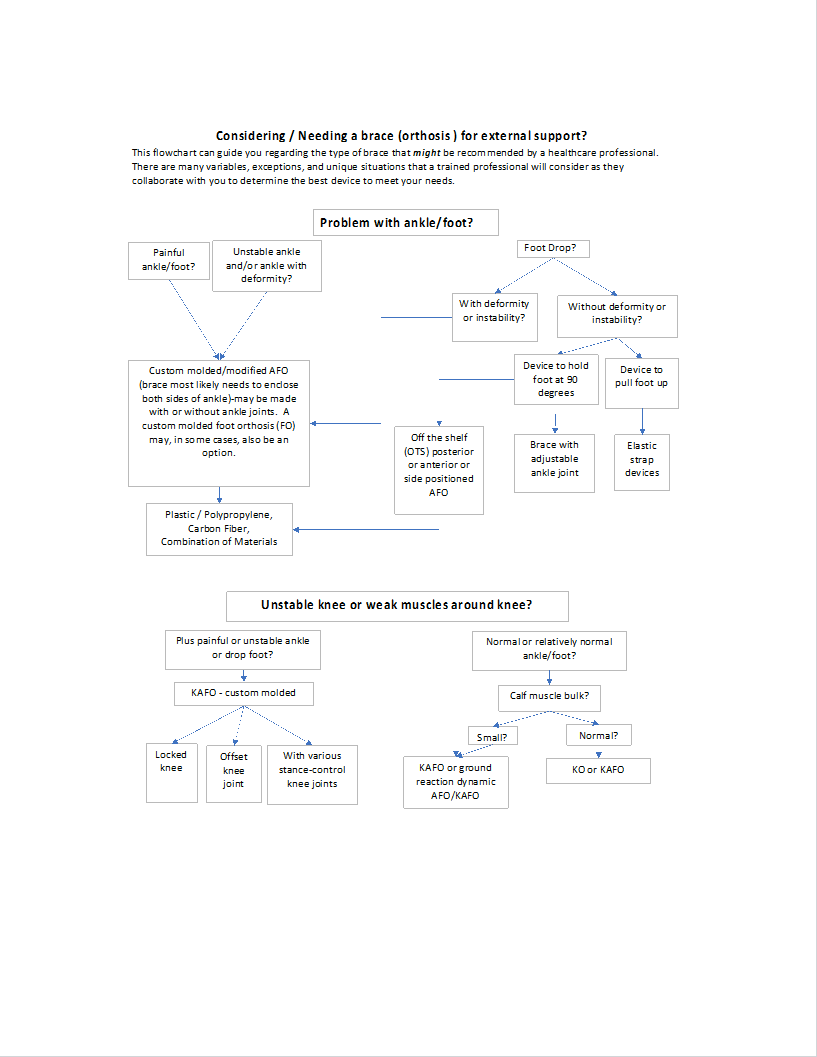 Considering / Needing a brace (orthosis ) for external support?
This flowchart can guide you regarding the type of brace that might be recommended by a healthcare professional.
There are many variables, exceptions, and unique situations that a trained professional will consider as they
collaborate with you to determine the best device to meet your needs.
Problem with ankle/foot?
Painful
ankle/foot?
Unstable ankle
and/or ankle with
deformity?
Foot Drop?
With deformity
or instability?
Without deformity or
instability?
Custom molded/modified AFO
(brace most likely needs to enclose
both sides of ankle)-may be made
with or without ankle joints. A
custom molded foot orthosis (FO)
may, in some cases, also be an
option.
Device to hold
foot at 90
degrees
Device to
pull foot up
Off the shelf
(OTS) posterior
or anterior or
side positioned
AFO
Brace with
adjustable
ankle joint
Elastic
strap
devices
Plastic / Polypropylene,
Carbon Fiber,
Combination of Materials
Unstable knee or weak muscles around knee?
Plus painful or unstable ankle
or drop foot?
Normal or relatively normal
ankle/foot?
KAFO - custom molded
Calf muscle bulk?
Small?
Normal?
Locked
knee
Offset
knee
joint
With various
stance-control
knee joints
KAFO or ground
reaction dynamic
AFO/KAFO
KO or KAFO